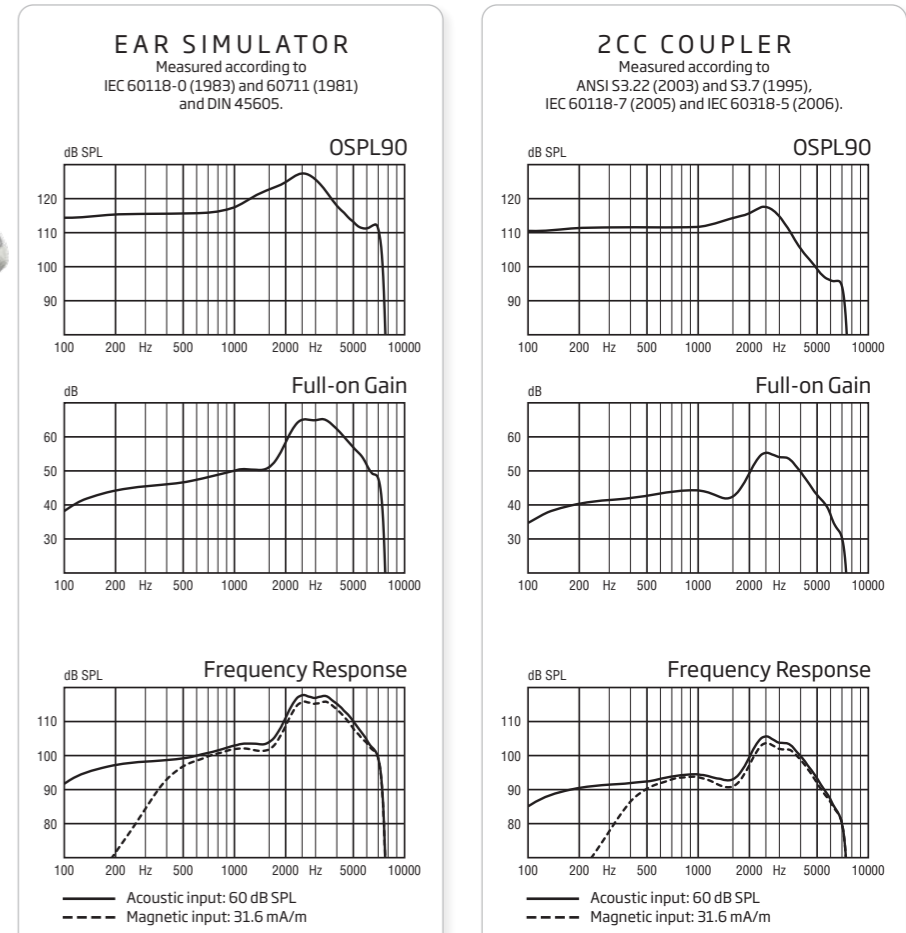 EAR SIMULATOR
Measured according to
IEC 60118-0 (1983) and 60711 (1981)
and DIN 45605.
dB SPL OSPL90
120
110
100
90
100 200 Hz 500 1000 2000 Hz 5000 10000
dB Full-on Gain
60
50
40
30
100 200 Hz 500 1000 2000 Hz 5000 10000
dB SPL Frequency Response
110
100
90
80
100 200 Hz 500 1000 2000 Hz 5000 10000
Acoustic input: 60 dB SPL
Magnetic input: 31.6 mA/m
2CC COUPLER
Measured according to
ANSI S3.22 (2003) and S3.7 (1995),
IEC 60118-7 (2005) and IEC 60318-5 (2006).
dB SPL OSPL90
120
110
100
90
100 200 Hz 500 1000 2000 Hz 5000 10000
dB Full-on Gain
60
50
40
30
100 200 Hz 500 1000 2000 Hz 5000 10000
dB SPL Frequency Response
110
100
90
80
100 200 Hz 500 1000 2000 Hz 5000 10000
Acoustic input: 60 dB SPL
Magnetic input: 31.6 mA/m